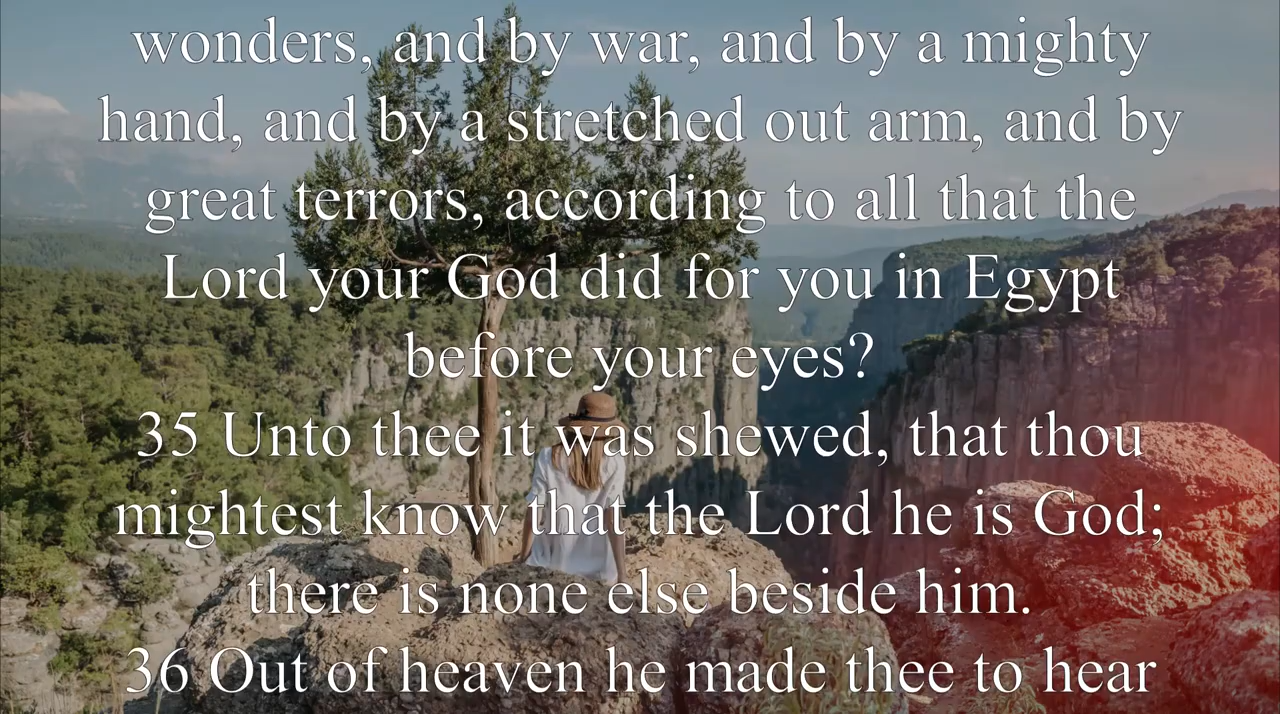 wonders, and by war, and by a mighty
hand, and by a stretched out arm, and by
great terrors, according to all that the
Lord your God did for you in Egypt
before your eyes?
35 Unto thee it was shewed, that thou
mightest know that the Lord he is God;
there is none else beside him.
36 Out of heaven he made thee to hear